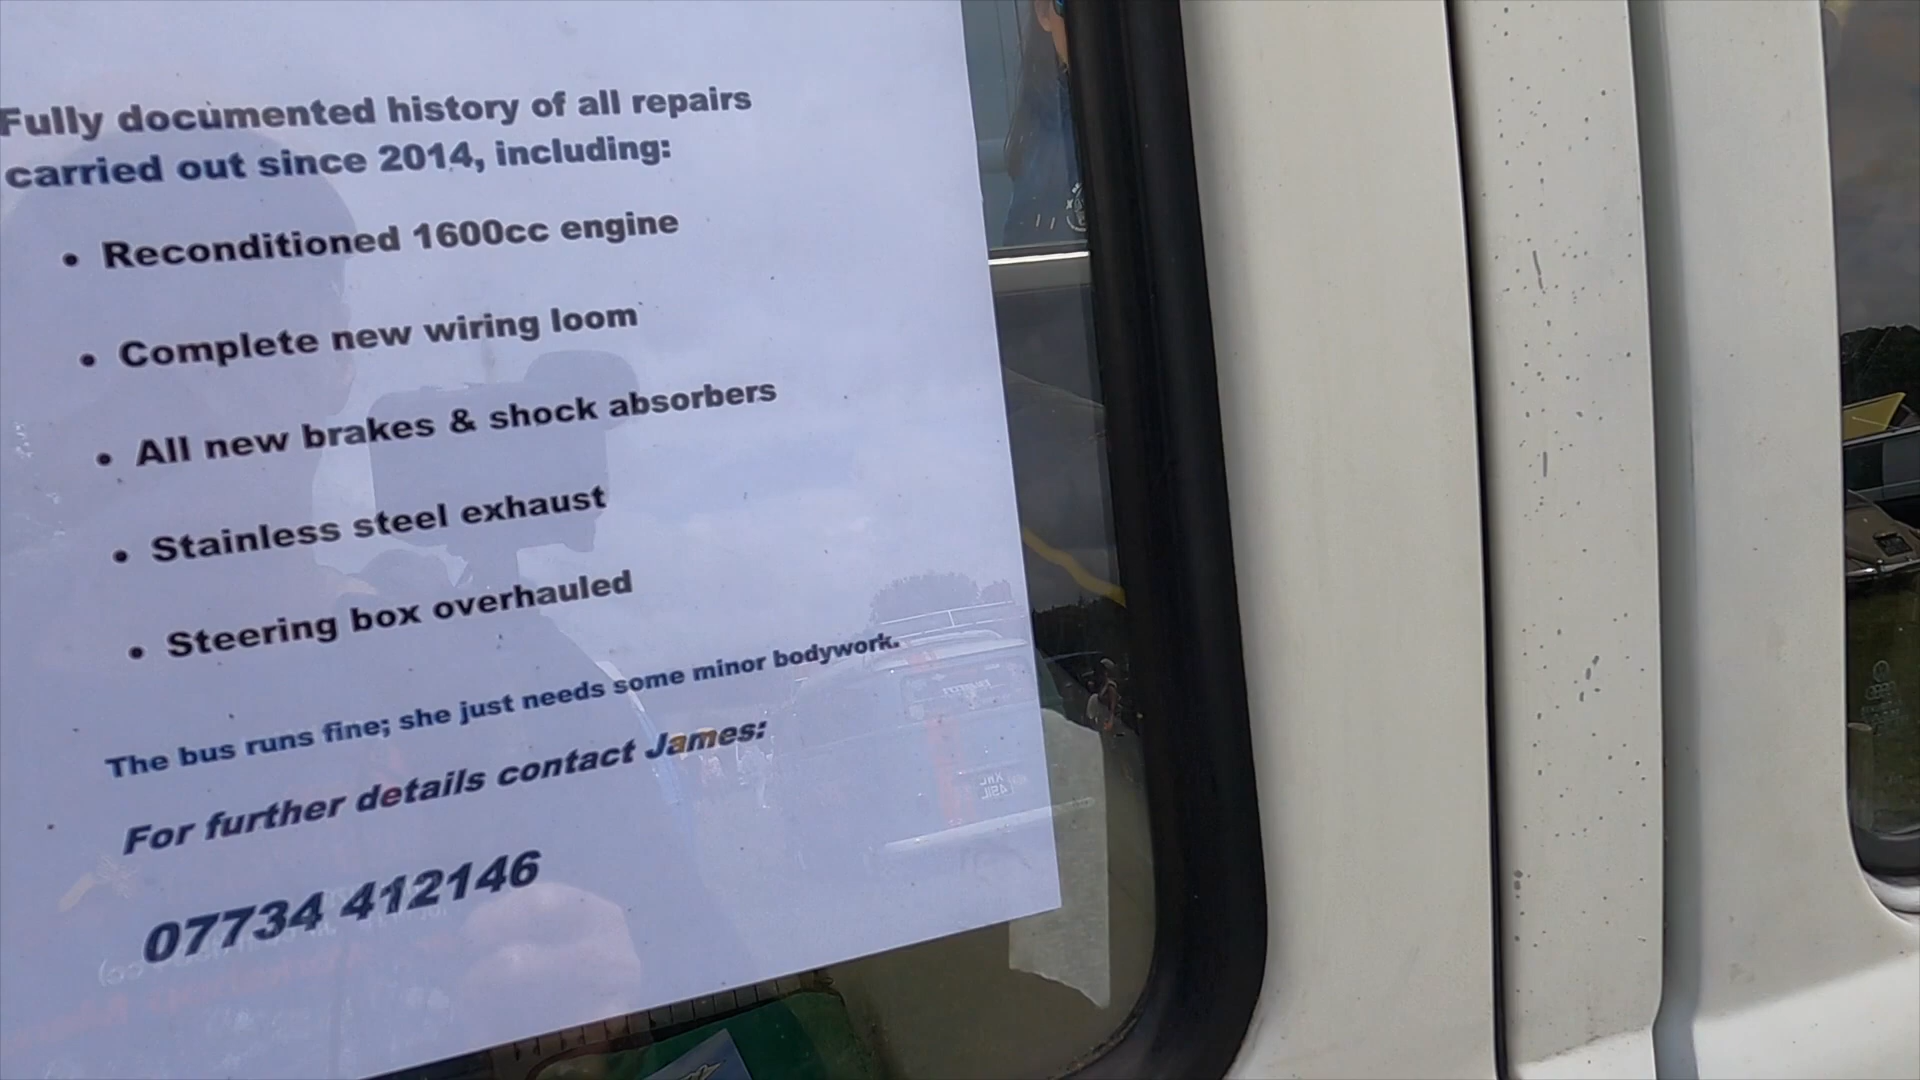 Fully documented history of all repairs
carried out since 2014, including:
• Reconditioned 1600cc engine
• Complete new wiring loom
• All new brakes & shock absorbers
• Stainless steel exhaust
• Steering box overhauled
The bus runs fine; she just needs some minor bodywork.
For further details contact James:
07734 412146